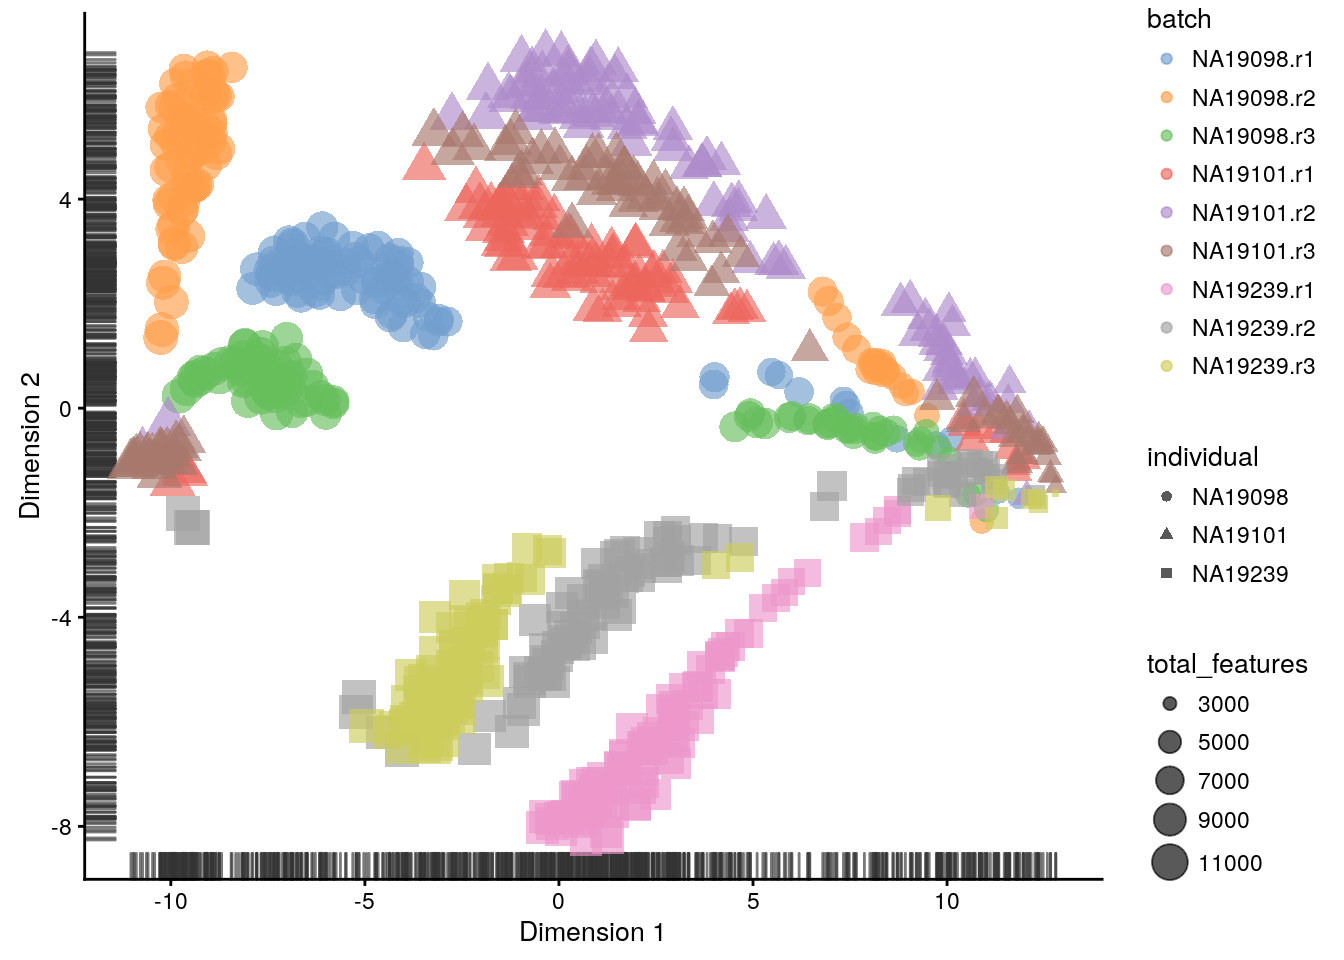 batch
NA19098.r1
NA19098.r2
NA19098.r3
NA19101.r1
NA19101.r2
NA19101.r3
NA19239.r1
NA19239.r2
NA19239.r3
individual
NA19098
NA19101
NA19239
total_features
3000
5000
7000
9000
11000
Dimension 2
4
0
-4
-8
-10
-5
0
5
10
Dimension 1